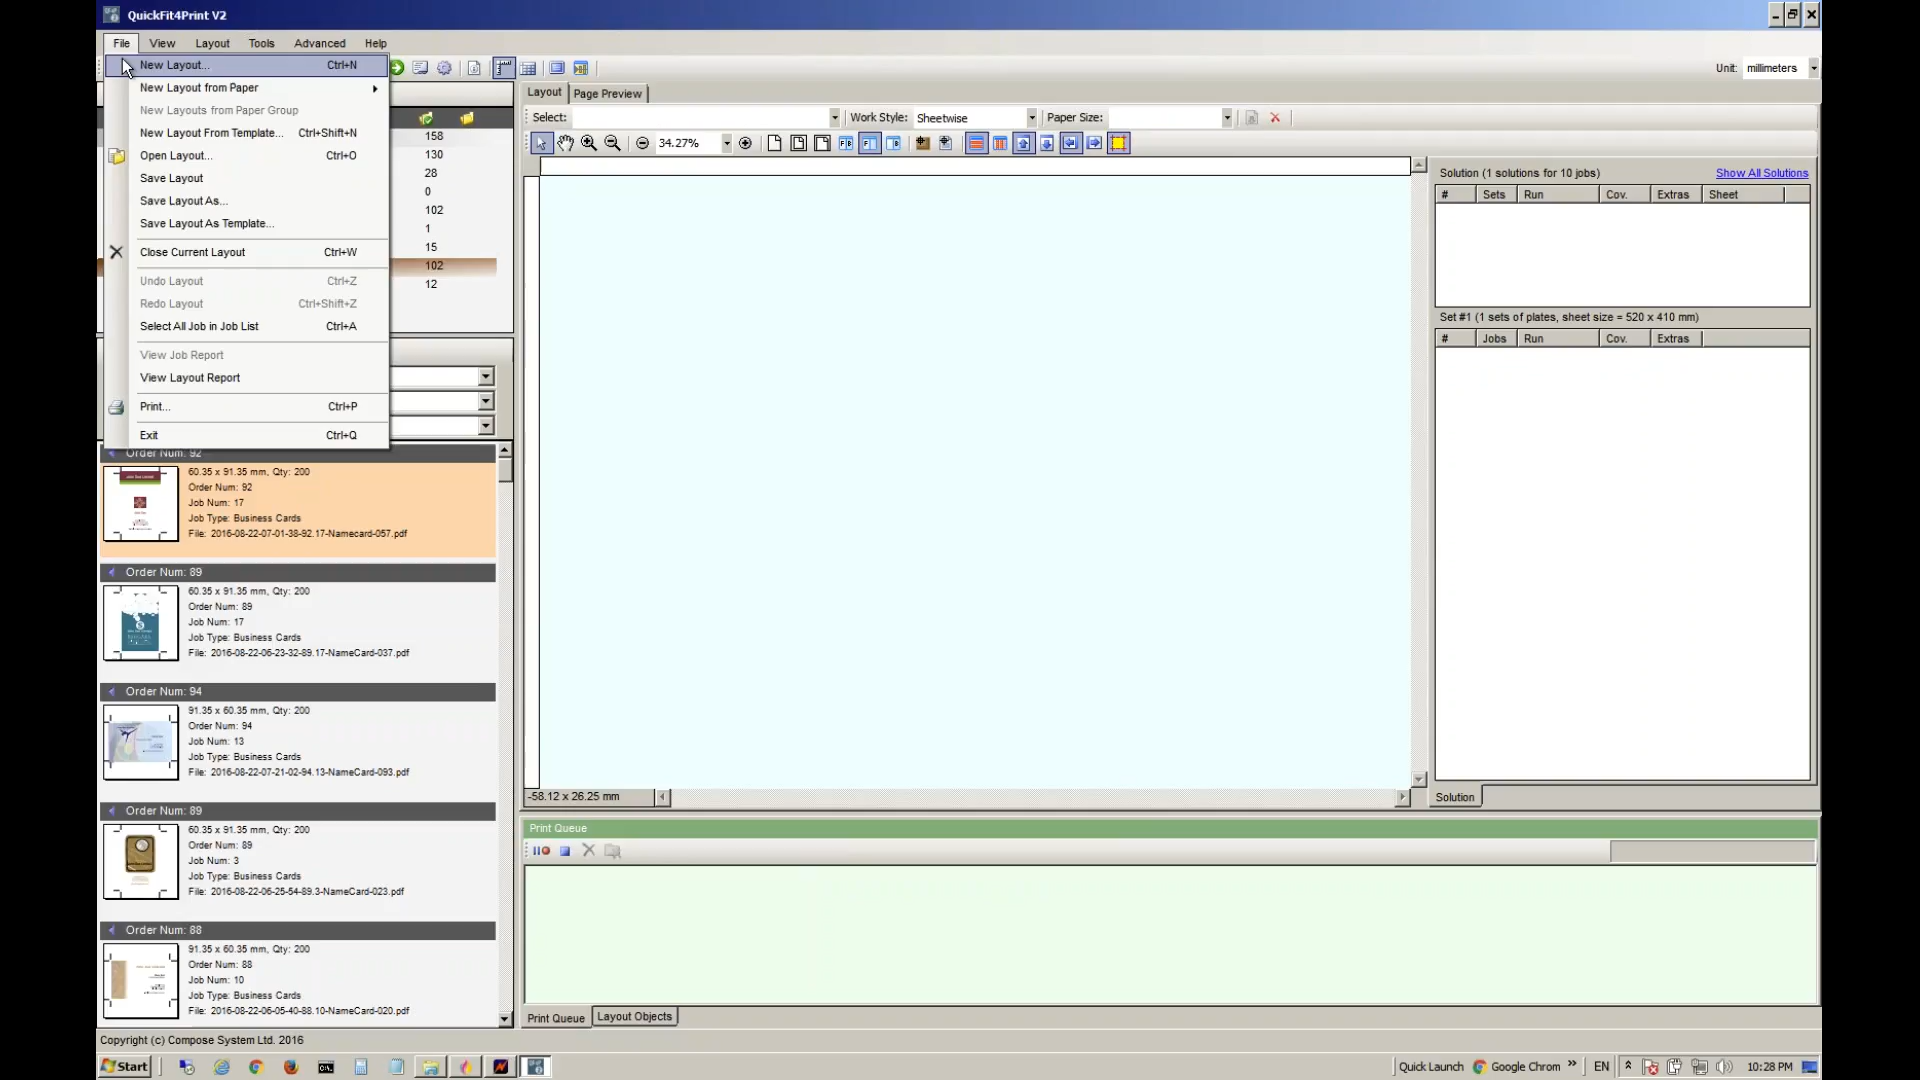 QuickFit4Print V2
File View Layout Tools Advanced Help
New Layout... Ctrl+N
New Layout from Paper
New Layouts from Paper Group
New Layout From Template... Ctrl+Shift+N
Open Layout... Ctrl+O
Save Layout
Save Layout As...
Save Layout As Template...
Close Current Layout Ctrl+W
Undo Layout Ctrl+Z
Redo Layout Ctrl+Shift+Z
Select All Job in Job List Ctrl+A
View Job Report
View Layout Report
Print... Ctrl+P
Exit Ctrl+Q
158
130
28
0
102
1
15
102
12
Order Num: 92
60.35 x 91.35 mm, Qty: 200
Order Num: 92
Job Num: 17
Job Type: Business Cards
File: 2016-08-22-07-01-38-92.17-Namecard-057.pdf
Order Num: 89
60.35 x 91.35 mm, Qty: 200
Order Num: 89
Job Num: 17
Job Type: Business Cards
File: 2016-08-22-06-23-32-89.17-NameCard-037.pdf
Order Num: 94
91.35 x 60.35 mm, Qty: 200
Order Num: 94
Job Num: 13
Job Type: Business Cards
File: 2016-08-22-07-21-02-94.13-NameCard-093.pdf
Order Num: 89
60.35 x 91.35 mm, Qty: 200
Order Num: 89
Job Num: 3
Job Type: Business Cards
File: 2016-08-22-06-25-54-89.3-NameCard-023.pdf
Order Num: 88
91.35 x 60.35 mm, Qty: 200
Order Num: 88
Job Num: 10
Job Type: Business Cards
File: 2016-08-22-06-05-40-88.10-NameCard-020.pdf
Unit: millimeters
Layout Page Preview
Select: Work Style: Sheetwise Paper Size:
34.27%
-58.12 x 26.25 mm
Solution (1 solutions for 10 jobs) Show All Solutions
# Sets Run Cov. Extras Sheet
Set #1 (1 sets of plates, sheet size = 520 x 410 mm)
# Jobs Run Cov. Extras
Solution
Print Queue
Print Queue Layout Objects
Copyright (c) Compose System Ltd. 2016
Start Quick Launch Google Chrom EN 10:28 PM